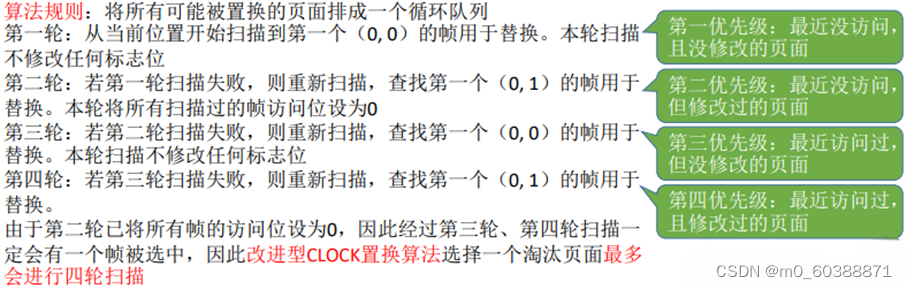 算法规则：将所有可能被置换的页面排成一个循环队列
第一轮：从当前位置开始扫描到第一个（0, 0）的帧用于替换。本轮扫描
不修改任何标志位
第二轮：若第一轮扫描失败，则重新扫描，查找第一个（0, 1）的帧用于
替换。本轮将所有扫描过的帧访问位设为0
第三轮：若第二轮扫描失败，则重新扫描，查找第一个（0, 0）的帧用于
替换。本轮扫描不修改任何标志位
第四轮：若第三轮扫描失败，则重新扫描，查找第一个（0, 1）的帧用于
替换。
由于第二轮已将所有帧的访问位设为0，因此经过第三轮、第四轮扫描一
定会有一个帧被选中，因此改进型CLOCK置换算法选择一个淘汰页面最多
会进行四轮扫描
第一优先级：最近没访问，
且没修改的页面
第二优先级：最近没访问，
但修改过的页面
第三优先级：最近访问过，
但没修改的页面
第四优先级：最近访问过，
且修改过的页面
CSDN @m0_60388871